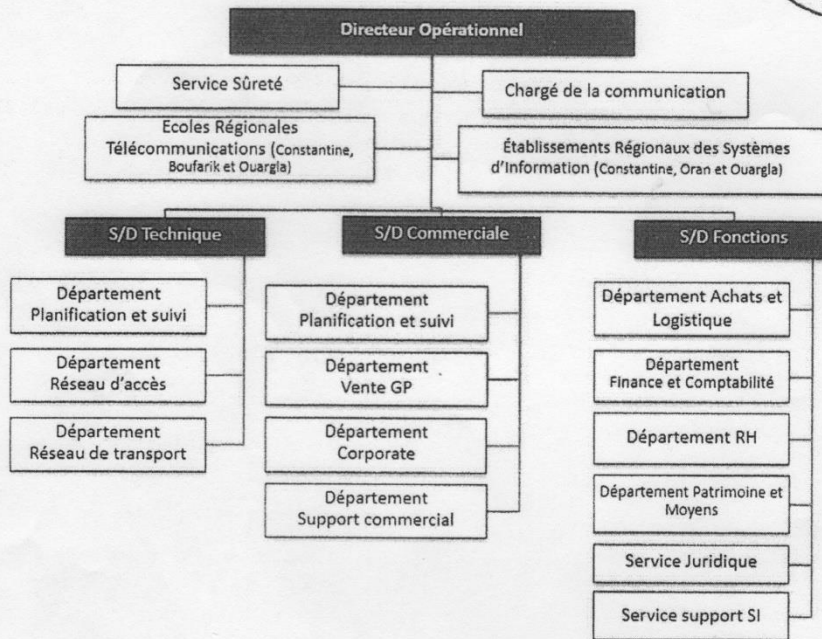 Directeur Opérationnel
Service Sûreté
Chargé de la communication
Ecoles Régionales
Télécommunications (Constantine,
Boufarik et Ouargla)
Établissements Régionaux des Systèmes
d'Information (Constantine, Oran et Ouargla)
S/D Technique
S/D Commerciale
S/D Fonctions
Département
Planification et suivi
Département
Réseau d'accès
Département
Réseau de transport
Département
Planification et suivi
Département
Vente GP
Département
Corporate
Département
Support commercial
Département Achats et
Logistique
Département
Finance et Comptabilité
Département RH
Département Patrimoine et
Moyens
Service Juridique
Service support SI